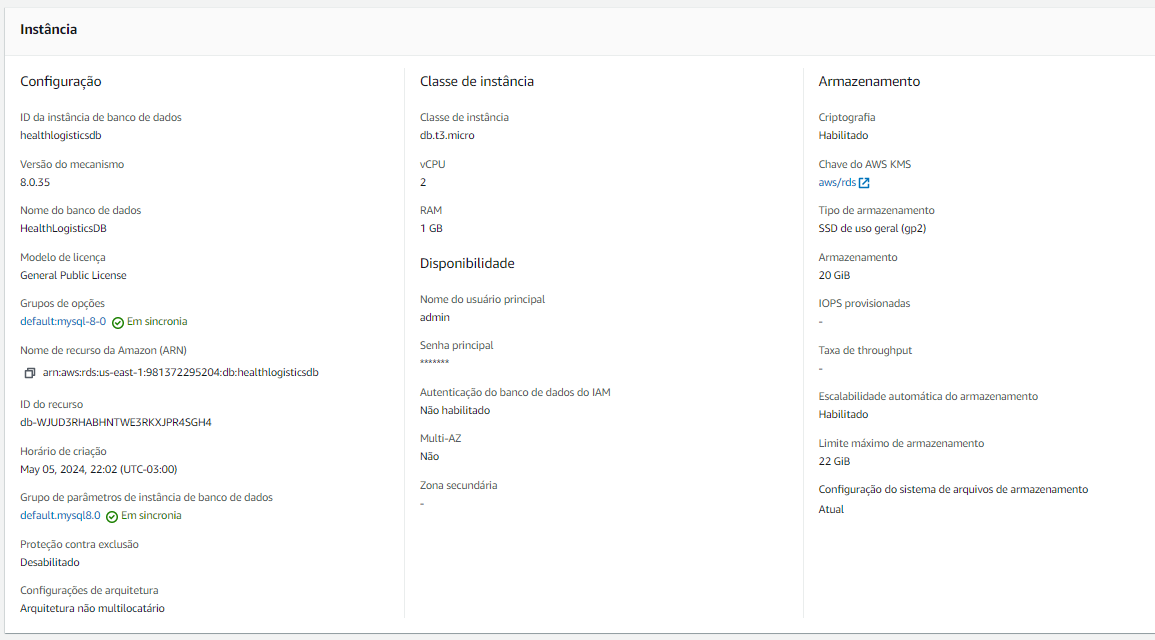 Instância
Configuração
ID da instância de banco de dados
healthlogisticsdb
Versão do mecanismo
8.0.35
Nome do banco de dados
HealthLogisticsDB
Modelo de licença
General Public License
Grupos de opções
default:mysql-8-0 Em sincronia
Nome de recurso da Amazon (ARN)
arn:aws:rds:us-east-1:981372295204:db:healthlogisticsdb
ID do recurso
db-WJUD3RHABHNTWE3RKXJPR4SGH4
Horário de criação
May 05, 2024, 22:02 (UTC-03:00)
Grupo de parâmetros de instância de banco de dados
default.mysql8.0 Em sincronia
Proteção contra exclusão
Desabilitado
Configurações de arquitetura
Arquitetura não multilocatário
Classe de instância
Classe de instância
db.t3.micro
vCPU
2
RAM
1 GB
Disponibilidade
Nome do usuário principal
admin
Senha principal
*******
Autenticação do banco de dados do IAM
Não habilitado
Multi-AZ
Não
Zona secundária
-
Armazenamento
Criptografia
Habilitado
Chave do AWS KMS
aws/rds
Tipo de armazenamento
SSD de uso geral (gp2)
Armazenamento
20 GiB
IOPS provisionadas
-
Taxa de throughput
-
Escalabilidade automática do armazenamento
Habilitado
Limite máximo de armazenamento
22 GiB
Configuração do sistema de arquivos de armazenamento
Atual